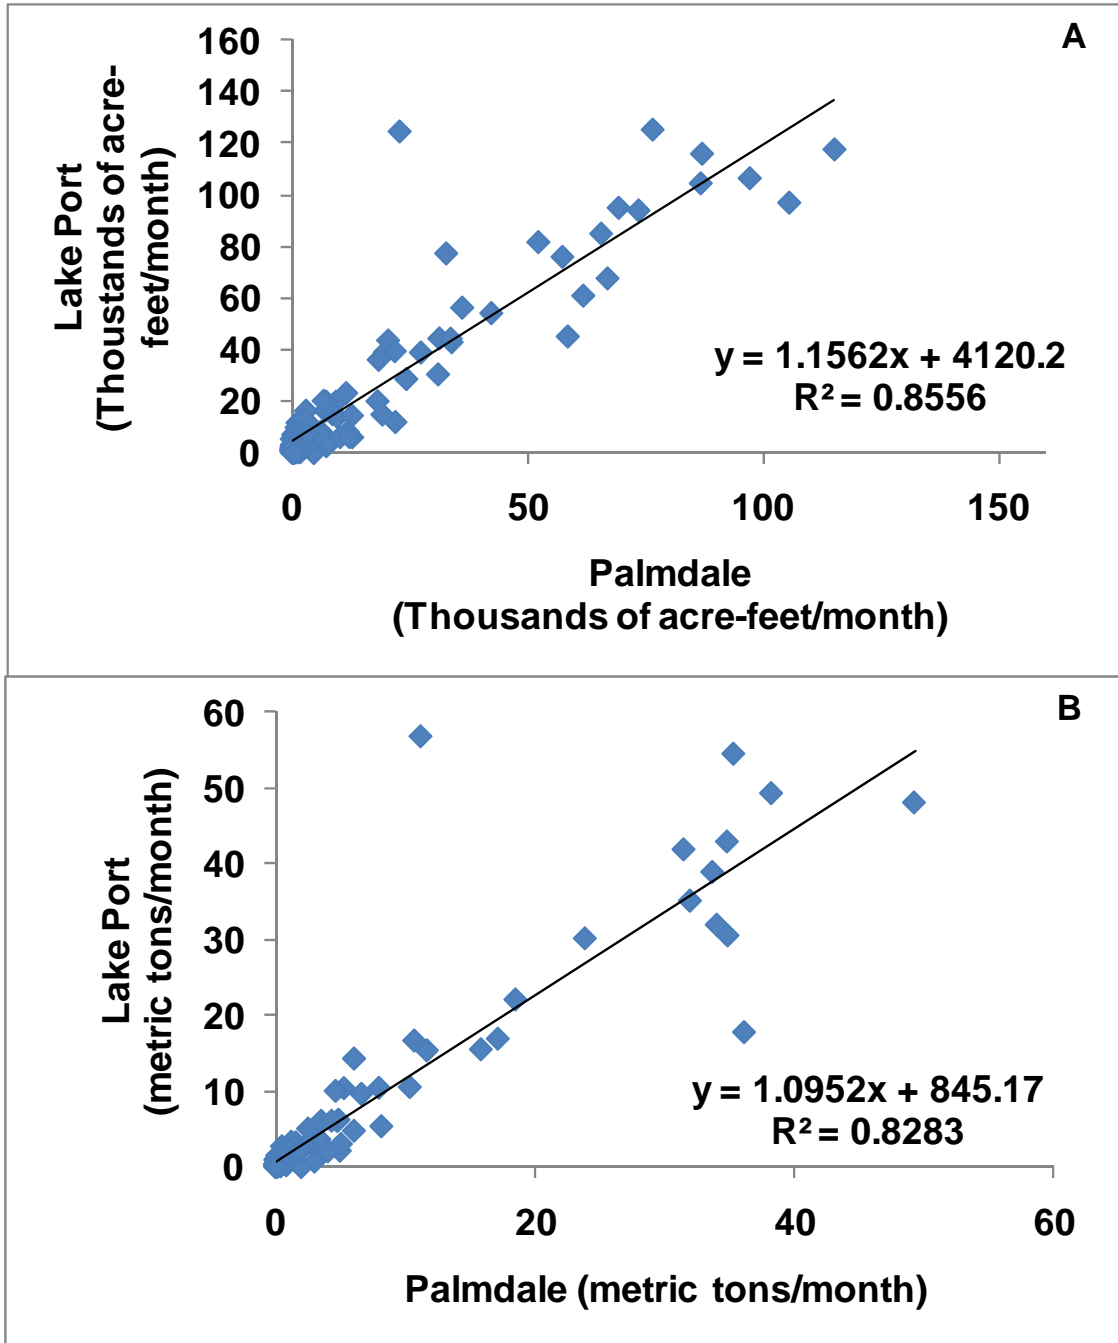 A
160
140
120
100
80
60
40
20
0
Lake Port
(Thoustands of acre-
feet/month)
y = 1.1562x + 4120.2
R² = 0.8556
0 50 100 150
Palmdale
(Thousands of acre-feet/month)
B
60
50
40
30
20
10
0
Lake Port
(metric tons/month)
y = 1.0952x + 845.17
R² = 0.8283
0 20 40 60
Palmdale (metric tons/month)